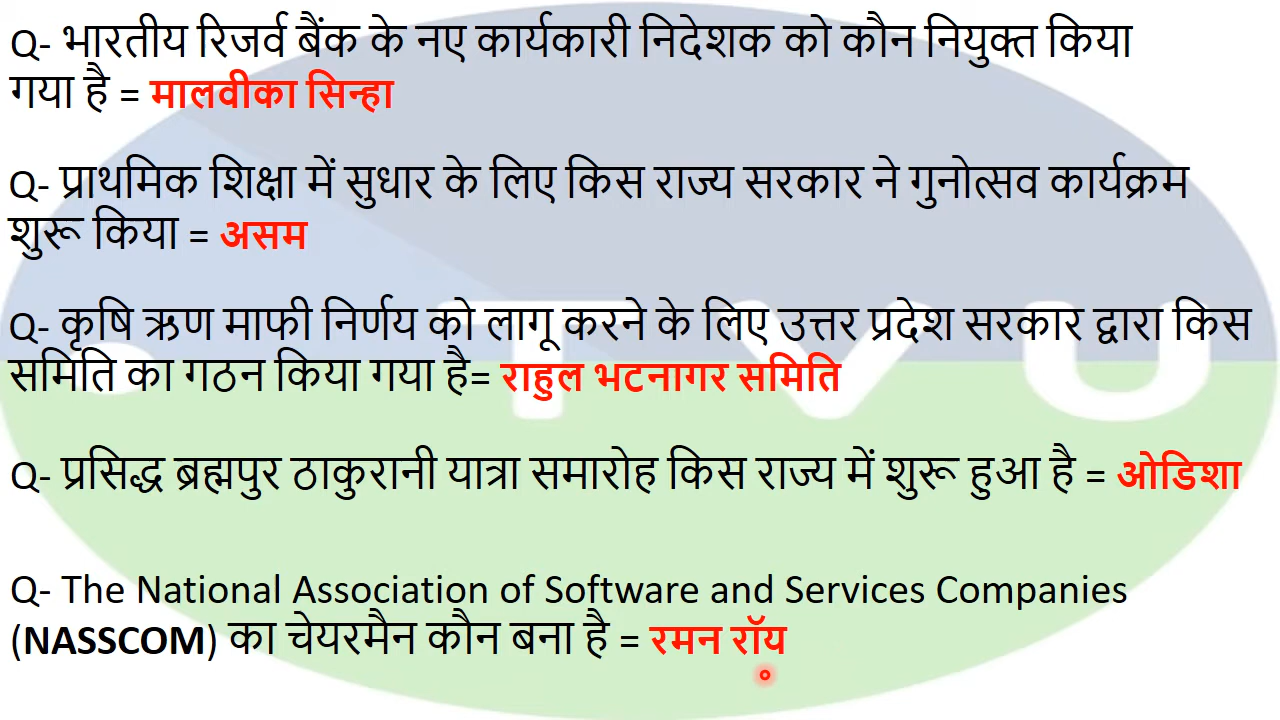 Q- भारतीय रिजर्व बैंक के नए कार्यकारी निदेशक को कौन नियुक्त किया
गया है = मालवीका सिन्हा
Q- प्राथमिक शिक्षा में सुधार के लिए किस राज्य सरकार ने गुनोत्सव कार्यक्रम
शुरू किया = असम
Q- कृषि ऋण माफी निर्णय को लागू करने के लिए उत्तर प्रदेश सरकार द्वारा किस
समिति का गठन किया गया है= राहुल भटनागर समिति
Q- प्रसिद्ध ब्रह्मपुर ठाकुरानी यात्रा समारोह किस राज्य में शुरू हुआ है = ओडिशा
Q- The National Association of Software and Services Companies
(NASSCOM) का चेयरमैन कौन बना है = रमन रॉय
TVU